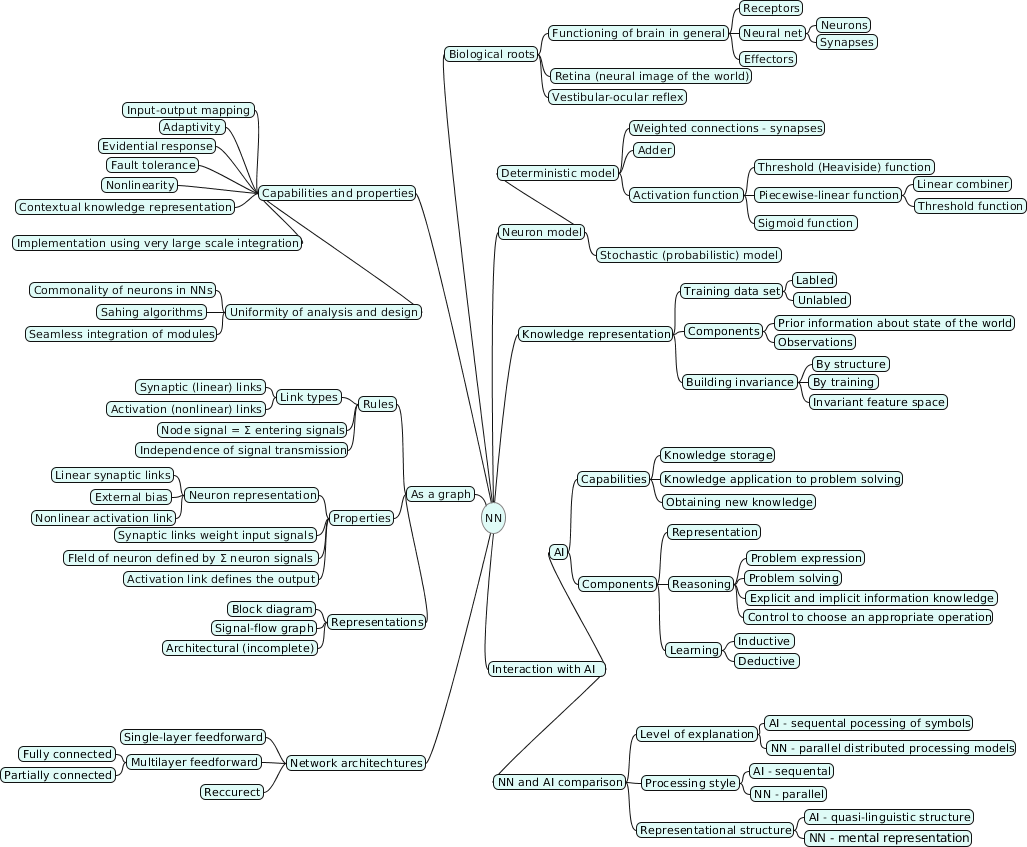 NN
Biological roots
Functioning of brain in general
Receptors
Neural net
Neurons
Synapses
Effectors
Retina (neural image of the world)
Vestibular-ocular reflex
Neuron model
Deterministic model
Weighted connections - synapses
Adder
Activation function
Threshold (Heaviside) function
Piecewise-linear function
Linear combiner
Threshold function
Sigmoid function
Stochastic (probabilistic) model
Knowledge representation
Training data set
Labled
Unlabled
Components
Prior information about state of the world
Observations
Building invariance
By structure
By training
Invariant feature space
Interaction with AI
AI
Capabilities
Knowledge storage
Knowledge application to problem solving
Obtaining new knowledge
Components
Representation
Reasoning
Problem expression
Problem solving
Explicit and implicit information knowledge
Control to choose an appropriate operation
Learning
Inductive
Deductive
NN and AI comparison
Level of explanation
AI - sequental pocessing of symbols
NN - parallel distributed processing models
Processing style
AI - sequental
NN - parallel
Representational structure
AI - quasi-linguistic structure
NN - mental representation
Capabilities and properties
Input-output mapping
Adaptivity
Evidential response
Fault tolerance
Nonlinearity
Contextual knowledge representation
Implementation using very large scale integration
Uniformity of analysis and design
Commonality of neurons in NNs
Sahing algorithms
Seamless integration of modules
As a graph
Rules
Link types
Synaptic (linear) links
Activation (nonlinear) links
Node signal = Σ entering signals
Independence of signal transmission
Properties
Neuron representation
Linear synaptic links
External bias
Nonlinear activation link
Synaptic links weight input signals
FIeld of neuron defined by Σ neuron signals
Activation link defines the output
Representations
Block diagram
Signal-flow graph
Architectural (incomplete)
Network architechtures
Single-layer feedforward
Multilayer feedforward
Fully connected
Partially connected
Reccurect